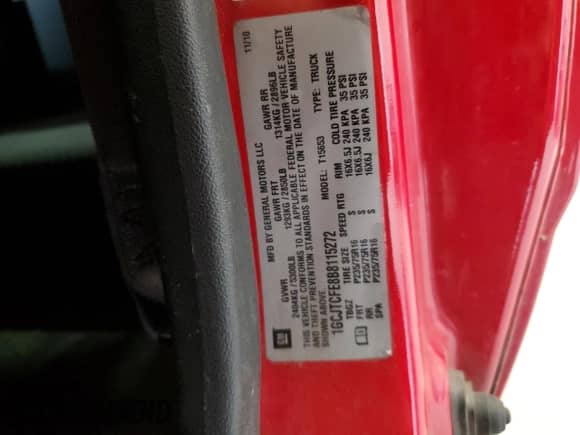 GM
MFD BY GENERAL MOTORS LLC 11/10
GVWR GAWR FRT GAWR RR
2404KG/5300LB 1293KG/2850LB 1314KG/2896LB
THIS VEHICLE CONFORMS TO ALL APPLICABLE FEDERAL MOTOR VEHICLE SAFETY
AND THEFT PREVENTION STANDARDS IN EFFECT ON THE DATE OF MANUFACTURE
SHOWN ABOVE
1GCJTCFE8B8115272 MODEL: T15653 TYPE: TRUCK
TBGZ TIRE SIZE SPEED RTG RIM COLD TIRE PRESSURE
FRT P235/75R16 S 16X6.5J 240 KPA 35 PSI
RR P235/75R16 S 16X6.5J 240 KPA 35 PSI
SPA P235/75R16 S 16X6J 240 KPA 35 PSI